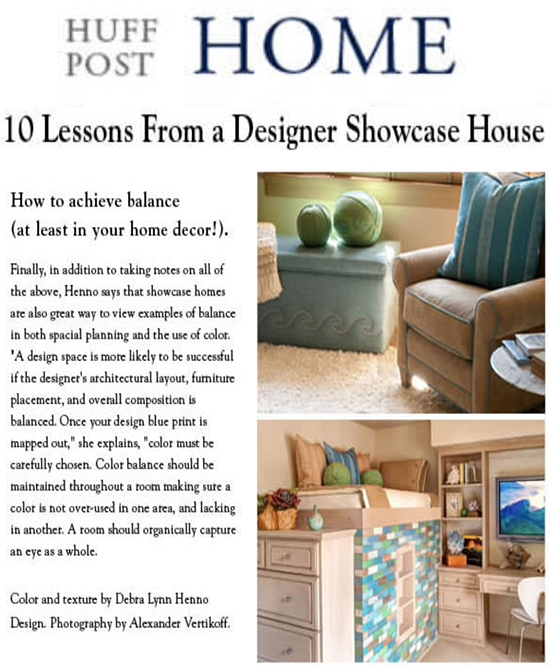 HUFF
POST
HOME
10 Lessons From a Designer Showcase House
How to achieve balance
(at least in your home decor!).
Finally, in addition to taking notes on all of
the above, Henno says that showcase homes
are also great way to view examples of balance
in both spacial planning and the use of color.
"A design space is more likely to be successful
if the designer's architectural layout, furniture
placement, and overall composition is
balanced. Once your design blue print is
mapped out," she explains, "color must be
carefully chosen. Color balance should be
maintained throughout a room making sure a
color is not over-used in one area, and lacking
in another. A room should organically capture
an eye as a whole.
Color and texture by Debra Lynn Henno
Design. Photography by Alexander Vertikoff.